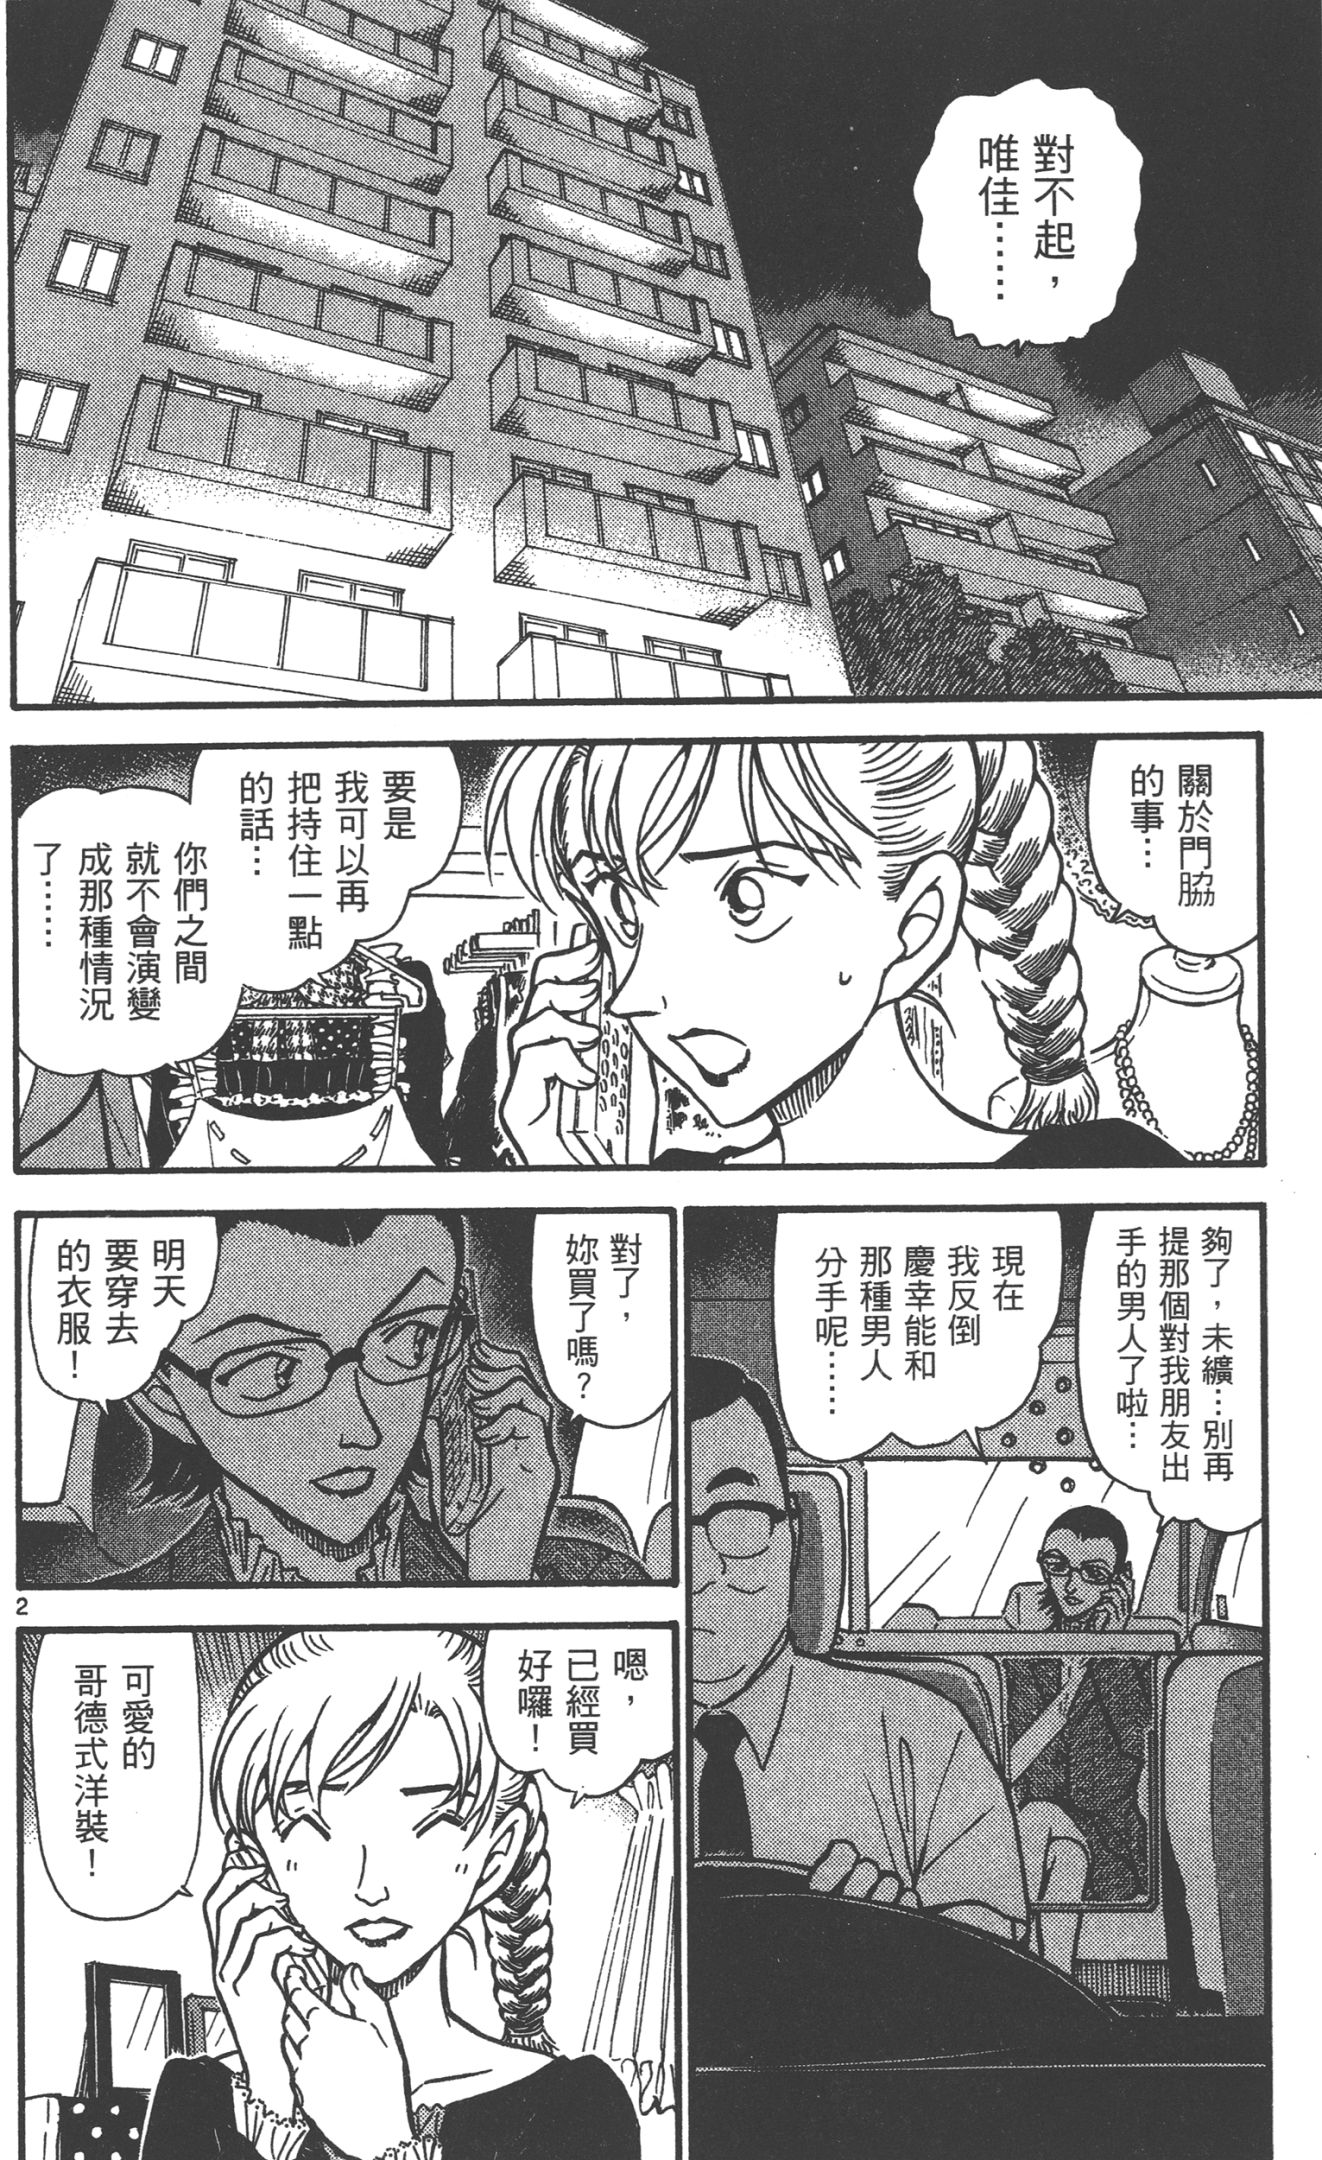 對不起，
唯佳……
關於門脇
的事…
要是
我可以再
把持住一點
的話…
你們之間
就不會演變
成那種情況
了……
夠了，未纊…別再
提那個對我朋友出
手的男人了啦…
現在
我反倒
慶幸能和
那種男人
分手呢……
對了，
妳買了嗎？
明天
要穿去
的衣服！
嗯，
已經買
好囉！
可愛的
哥德式洋裝！
2